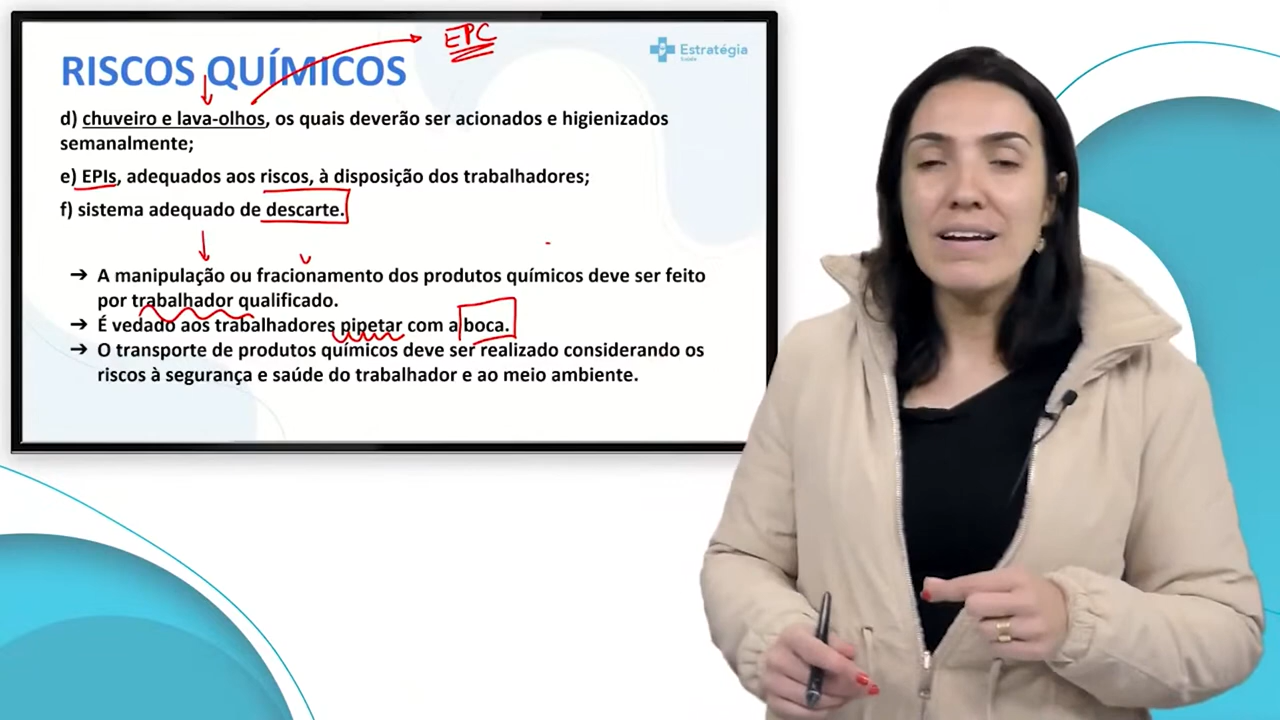 EPC
Estratégia
Saúde
RISCOS QUÍMICOS
d) chuveiro e lava-olhos, os quais deverão ser acionados e higienizados
semanalmente;
e) EPIs, adequados aos riscos, à disposição dos trabalhadores;
f) sistema adequado de descarte.
➔ A manipulação ou fracionamento dos produtos químicos deve ser feito
por trabalhador qualificado.
➔ É vedado aos trabalhadores pipetar com a boca.
➔ O transporte de produtos químicos deve ser realizado considerando os
riscos à segurança e saúde do trabalhador e ao meio ambiente.